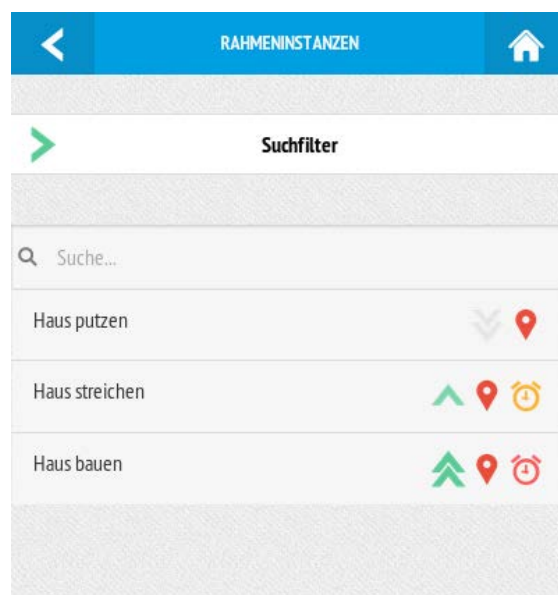 RAHMENINSTANZEN
Suchfilter
Suche...
Haus putzen
Haus streichen
Haus bauen